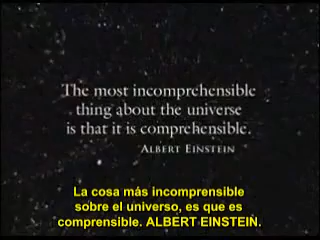 The most incomprehensible
thing about the universe
is that it is comprehensible.
ALBERT EINSTEIN
La cosa más incomprensible
sobre el universo, es que es
comprensible. ALBERT EINSTEIN.